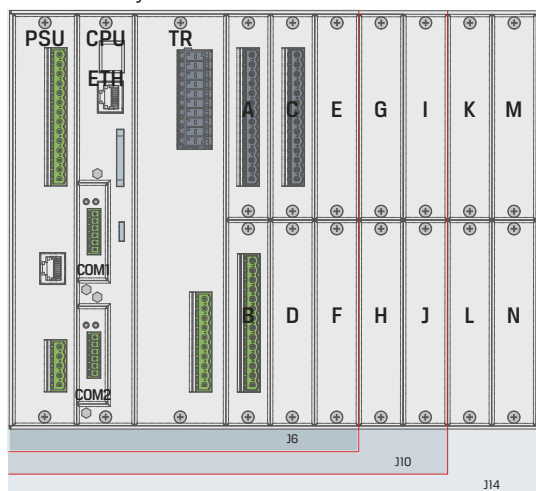 PSU CPU TR
ETH
A C E G I K M
COM1
B D F H J L N
COM2
J6
J10
J14